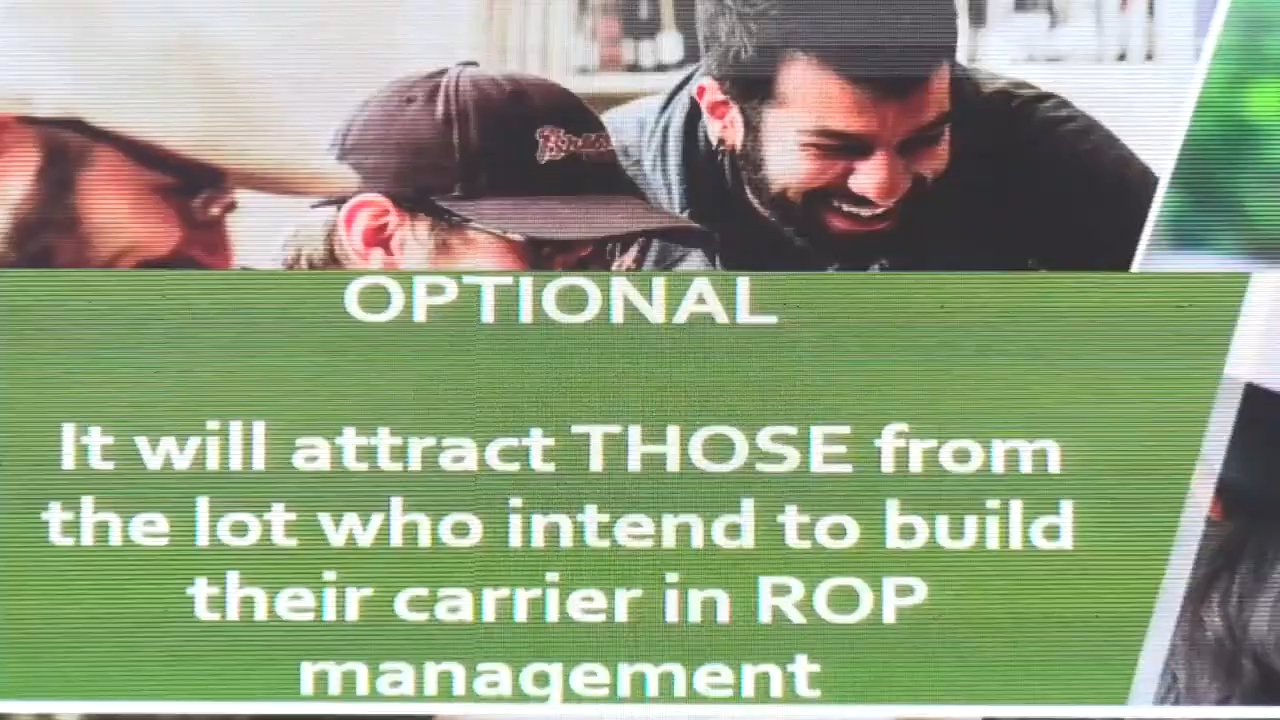 OPTIONAL
It will attract THOSE from
the lot who intend to build
their carrier in ROP
management